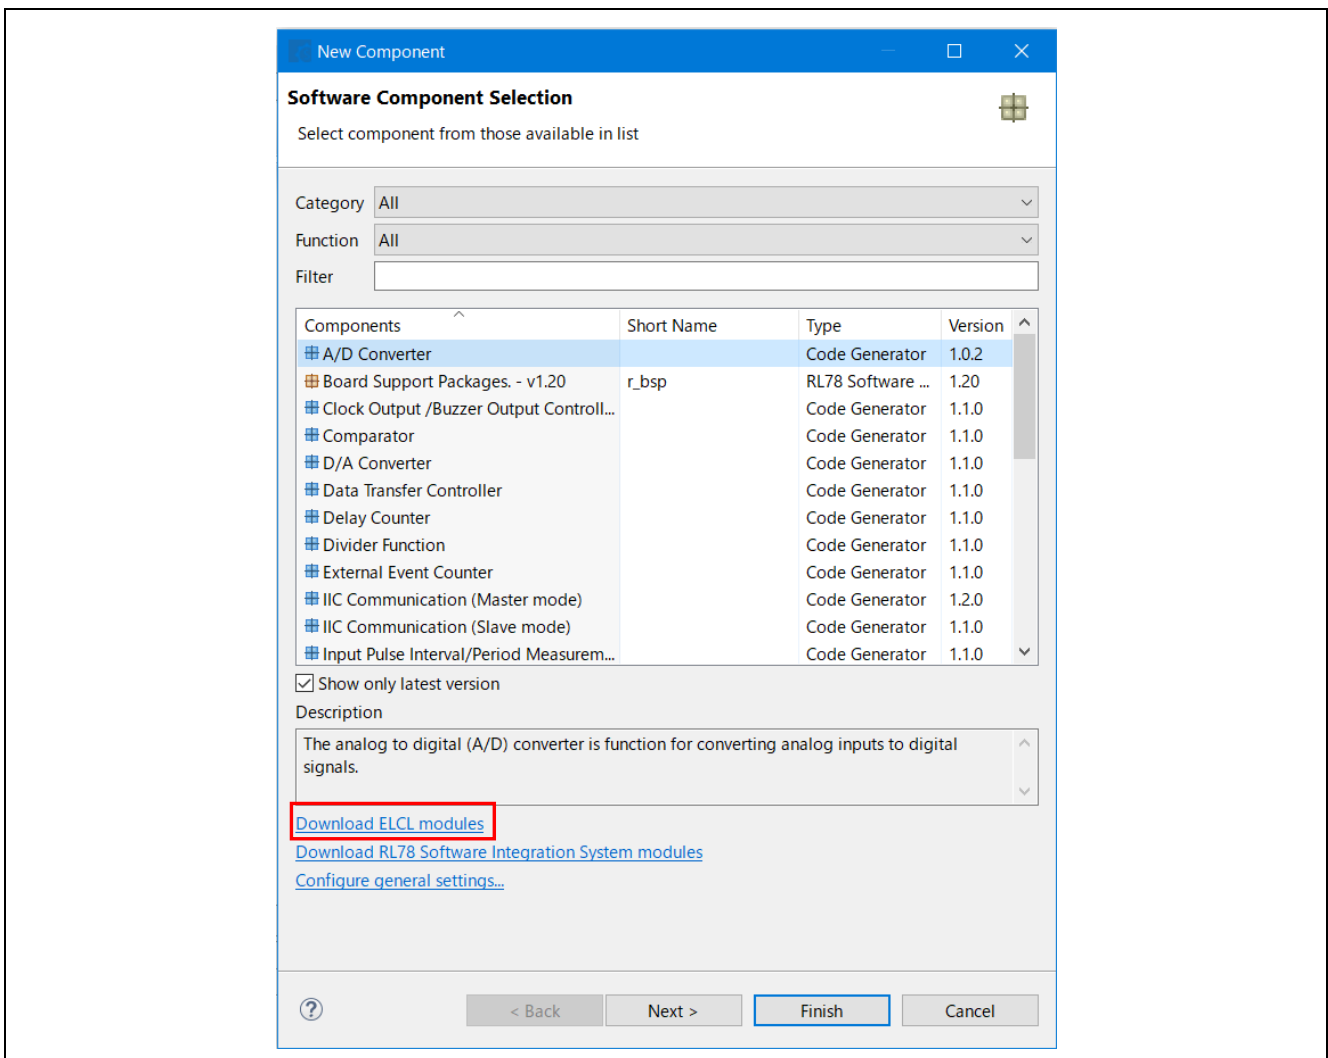 New Component
Software Component Selection
Select component from those available in list
Category All
Function All
Filter
Components Short Name Type Version
A/D Converter Code Generator 1.0.2
Board Support Packages. - v1.20 r_bsp RL78 Software ... 1.20
Clock Output /Buzzer Output Controll... Code Generator 1.1.0
Comparator Code Generator 1.1.0
D/A Converter Code Generator 1.1.0
Data Transfer Controller Code Generator 1.1.0
Delay Counter Code Generator 1.1.0
Divider Function Code Generator 1.1.0
External Event Counter Code Generator 1.1.0
IIC Communication (Master mode) Code Generator 1.2.0
IIC Communication (Slave mode) Code Generator 1.1.0
Input Pulse Interval/Period Measurem... Code Generator 1.1.0
Show only latest version
Description
The analog to digital (A/D) converter is function for converting analog inputs to digital
signals.
Download ELCL modules
Download RL78 Software Integration System modules
Configure general settings...
< Back Next > Finish Cancel